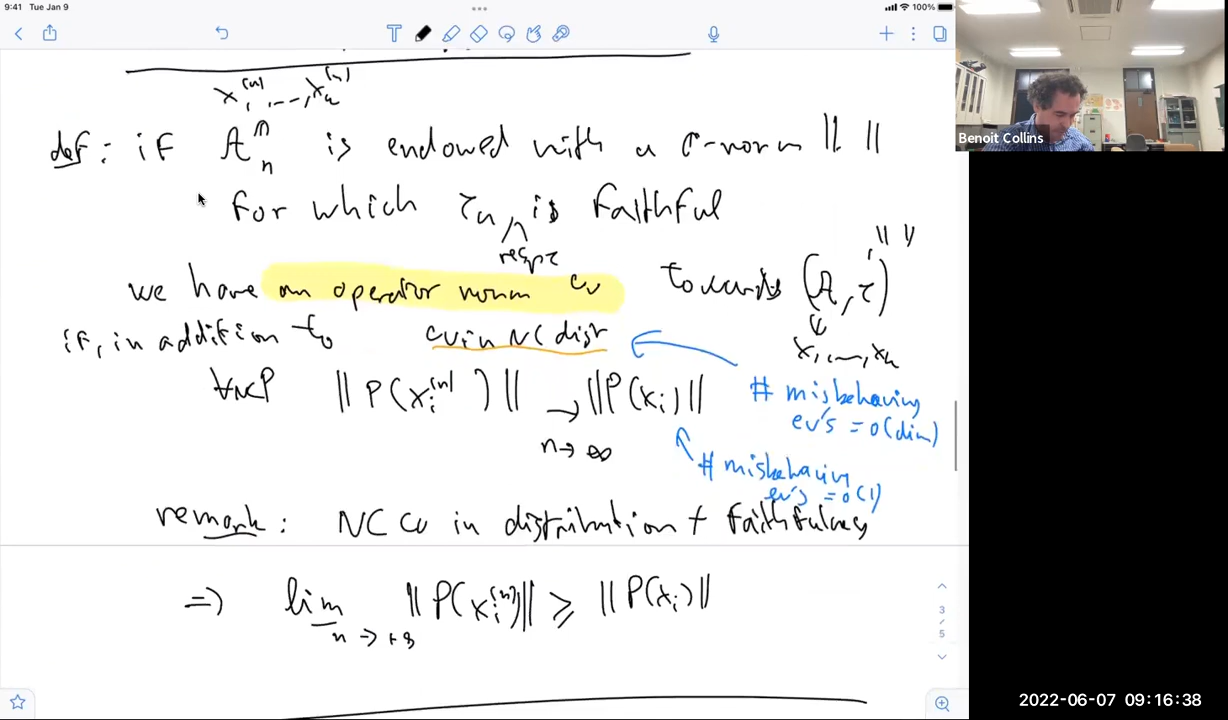 9:41 Tue Jan 9
100%
x₁⁽ⁿ⁾, ..., xₖ⁽ⁿ⁾
def: if Aₙ is endowed with a C*-norm || ||
for which τₙ is faithful
resp τ
we have an operator norm cv towards (A, τ) || ||
x₁, ..., xₖ
if, in addition to cv in NC dist
∀NCP ||P(xᵢ⁽ⁿ⁾)|| → ||P(xᵢ)||
n→∞
# misbehaving
ev's = o(dim)
# misbehaving
ev's = o(1)
remark: NC cv in distribution + faithfulness
=> lim ||P(xᵢ⁽ⁿ⁾)|| ≥ ||P(xᵢ)||
n→+∞
3
/
5
Benoit Collins
2022-06-07 09:16:38